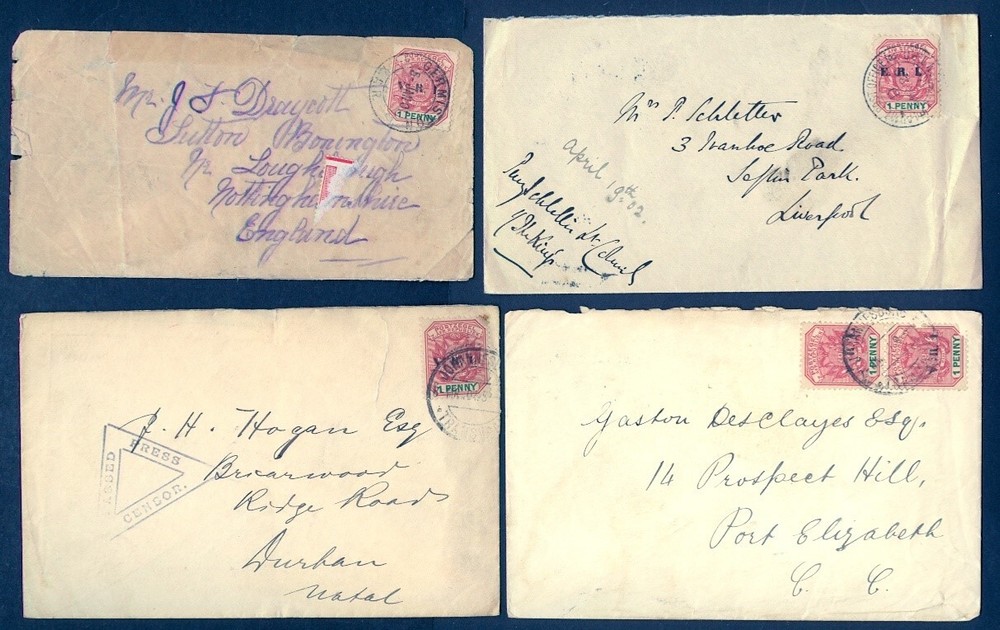 Mr. J S Draycott
Sutton Bonington
Nr. Loughborough
Nottinghamshire
England
V. R. I.
1 PENNY
GERMIS
Mrs P. Schletter
3 Ivanhoe Road
Sefton Park.
Liverpool
April 19th 02.
E. R. I.
1 PENNY
J. H. Hogan Esq
Briarwood
Ridge Road
Durban
Natal
PASSED
PRESS
CENSOR.
1 PENNY
Gaston DesClayes Esq.
14 Prospect Hill,
Port Elizabeth
C. C.
1 PENNY
V.R.I.
1 PENNY